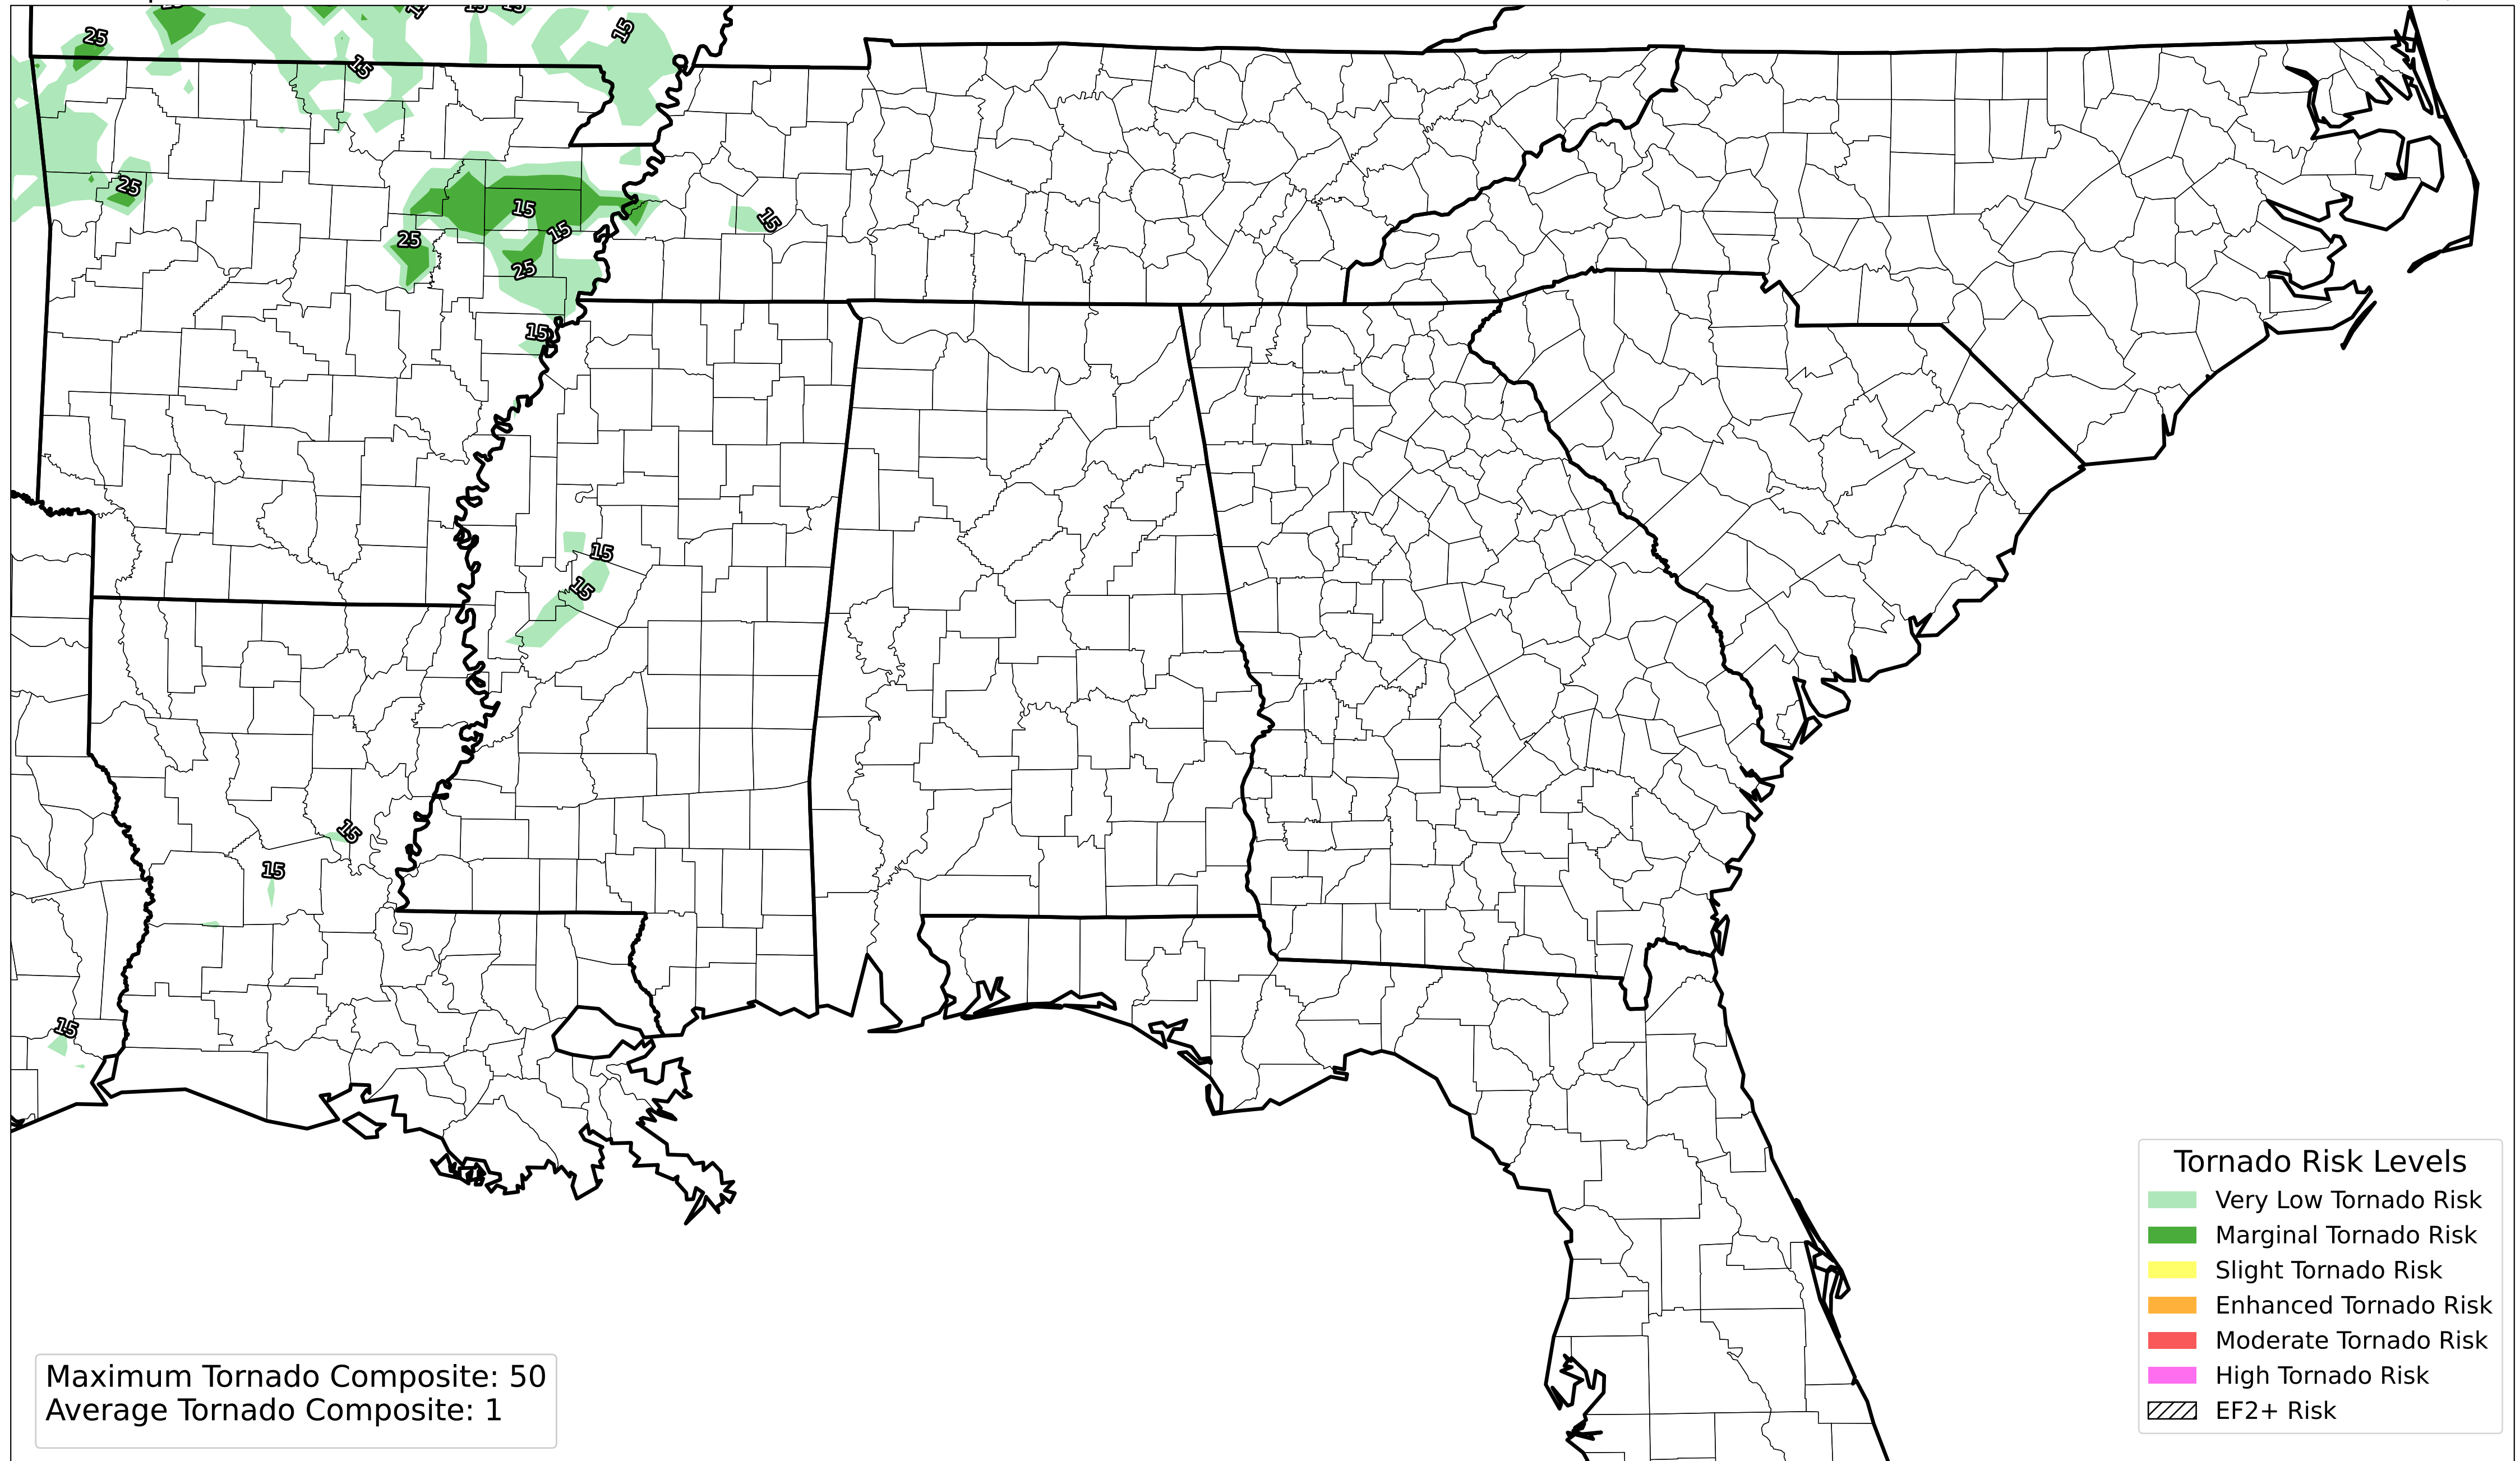 25
15
15
25
15
15
25
15
25
15
15
15
15
15
15
15
Tornado Risk Levels
Very Low Tornado Risk
Marginal Tornado Risk
Slight Tornado Risk
Enhanced Tornado Risk
Moderate Tornado Risk
High Tornado Risk
EF2+ Risk
Maximum Tornado Composite: 50
Average Tornado Composite: 1